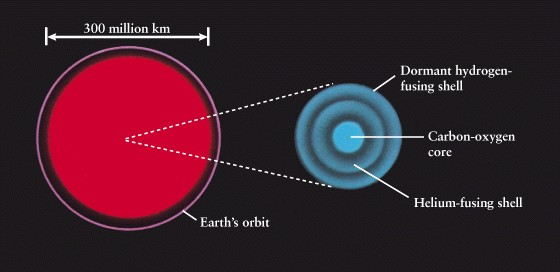 300 million km
Dormant hydrogen-
fusing shell
Carbon-oxygen
core
Helium-fusing shell
Earth's orbit